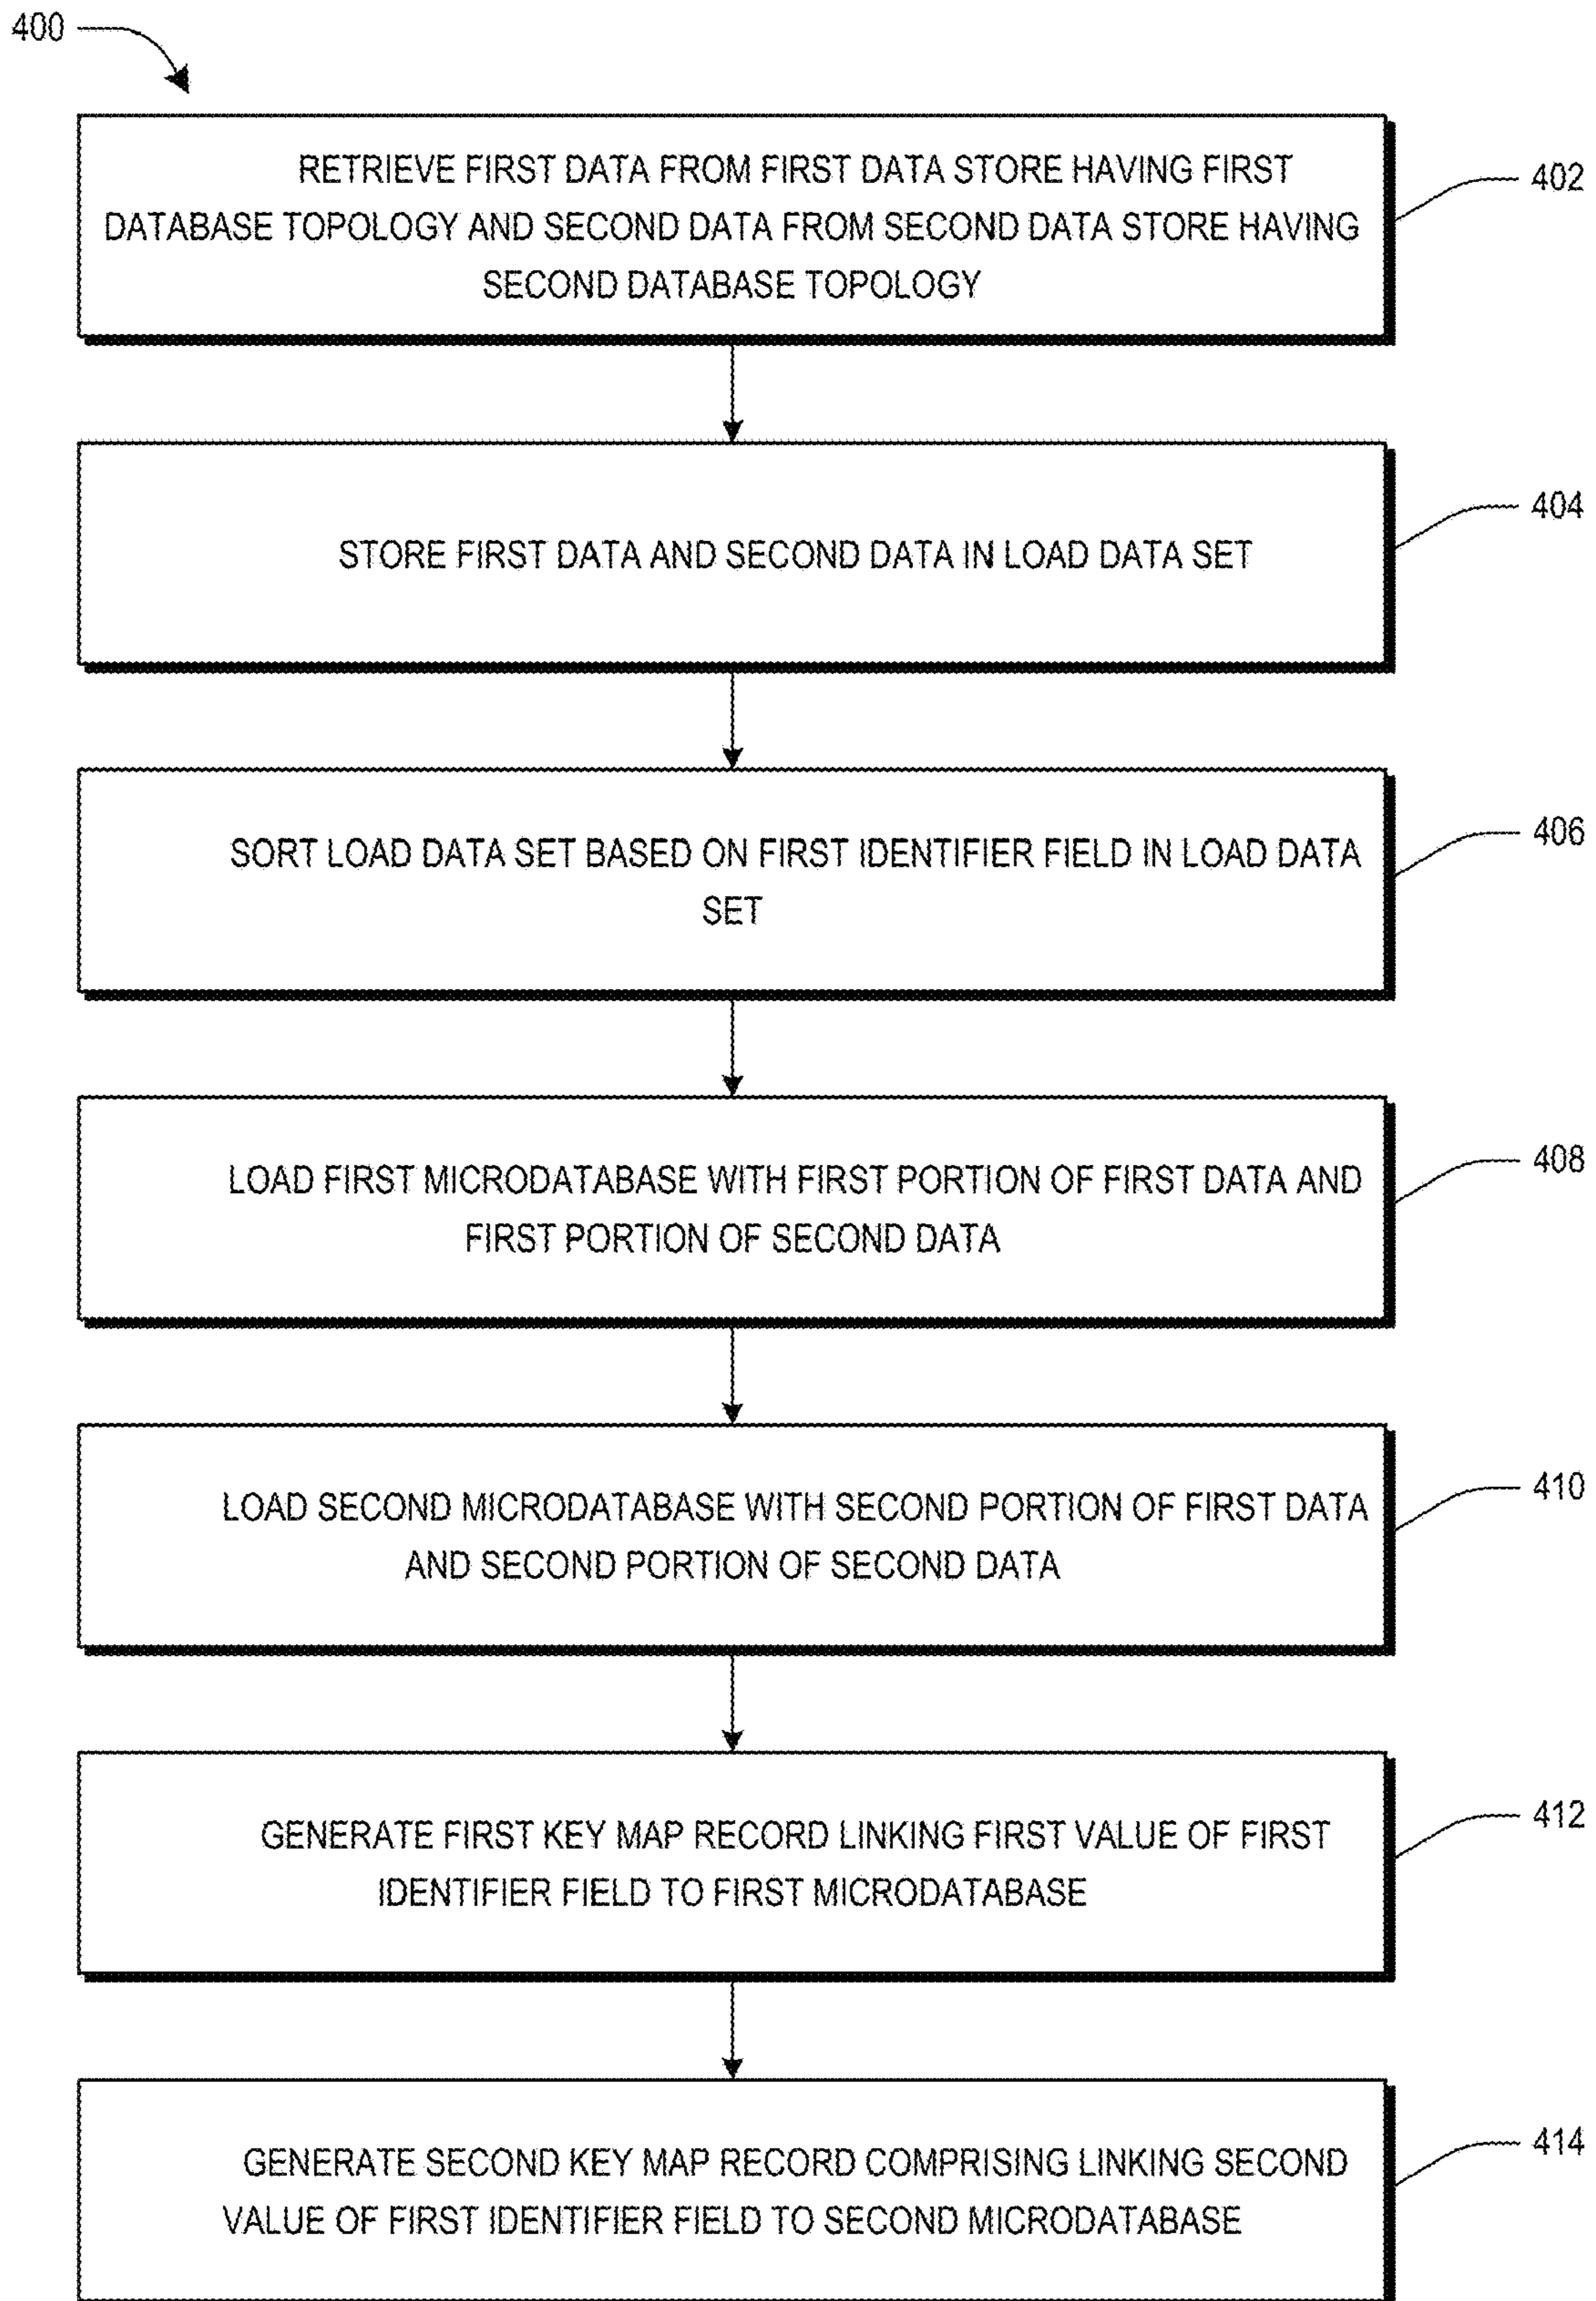 400
RETRIEVE FIRST DATA FROM FIRST DATA STORE HAVING FIRST
DATABASE TOPOLOGY AND SECOND DATA FROM SECOND DATA STORE HAVING
SECOND DATABASE TOPOLOGY
402
STORE FIRST DATA AND SECOND DATA IN LOAD DATA SET
404
SORT LOAD DATA SET BASED ON FIRST IDENTIFIER FIELD IN LOAD DATA
SET
406
LOAD FIRST MICRODATABASE WITH FIRST PORTION OF FIRST DATA AND
FIRST PORTION OF SECOND DATA
408
LOAD SECOND MICRODATABASE WITH SECOND PORTION OF FIRST DATA
AND SECOND PORTION OF SECOND DATA
410
GENERATE FIRST KEY MAP RECORD LINKING FIRST VALUE OF FIRST
IDENTIFIER FIELD TO FIRST MICRODATABASE
412
GENERATE SECOND KEY MAP RECORD COMPRISING LINKING SECOND
VALUE OF FIRST IDENTIFIER FIELD TO SECOND MICRODATABASE
414